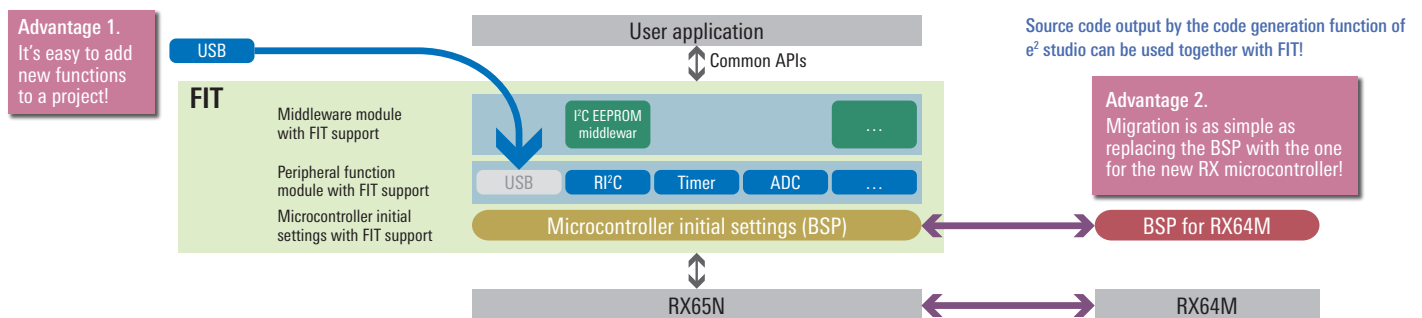 Advantage 1.
It's easy to add
new functions
to a project!
USB
User application
Common APIs
Source code output by the code generation function of
e² studio can be used together with FIT!
FIT
Middleware module
with FIT support
I²C EEPROM
middlewar
...
Advantage 2.
Migration is as simple as
replacing the BSP with the one
for the new RX microcontroller!
Peripheral function
module with FIT support
USB
RI²C
Timer
ADC
...
Microcontroller initial
settings with FIT support
Microcontroller initial settings (BSP)
BSP for RX64M
RX65N
RX64M